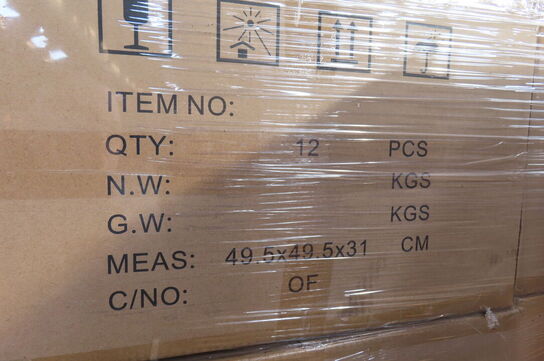 ITEM NO:
QTY: 12 PCS
N.W: KGS
G.W: KGS
MEAS: 49.5x49.5x31 CM
C/NO: OF